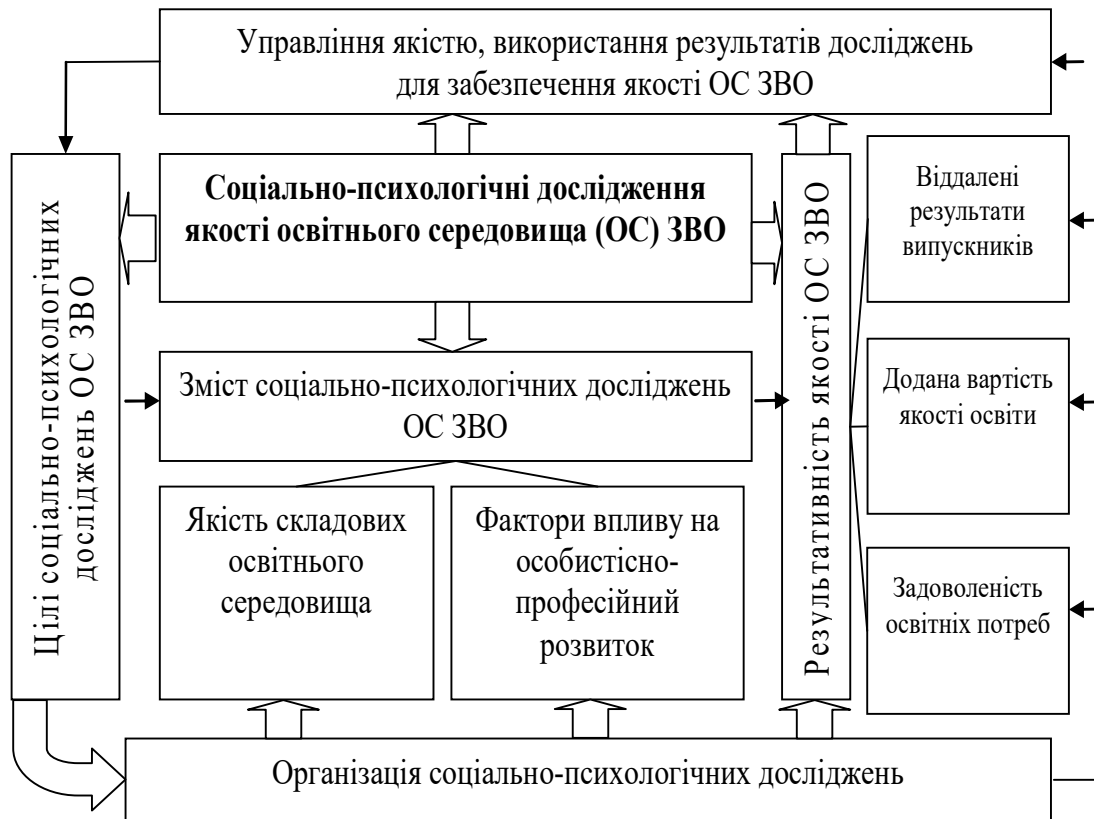 Управління якістю, використання результатів досліджень
для забезпечення якості ОС ЗВО
Цілі соціально-психологічних
досліджень ОС ЗВО
Соціально-психологічні дослідження
якості освітнього середовища (ОС) ЗВО
Зміст соціально-психологічних досліджень
ОС ЗВО
Якість складових
освітнього
середовища
Фактори впливу на
особистісно-
професійний
розвиток
Результативність якості ОС ЗВО
Віддалені
результати
випускників
Додана вартість
якості освіти
Задоволеність
освітніх потреб
Організація соціально-психологічних досліджень